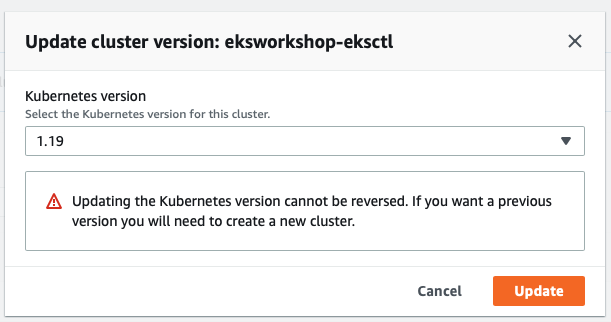 Update cluster version: eksworkshop-eksctl
Kubernetes version
Select the Kubernetes version for this cluster.
1.19
Updating the Kubernetes version cannot be reversed. If you want a previous
version you will need to create a new cluster.
Cancel
Update